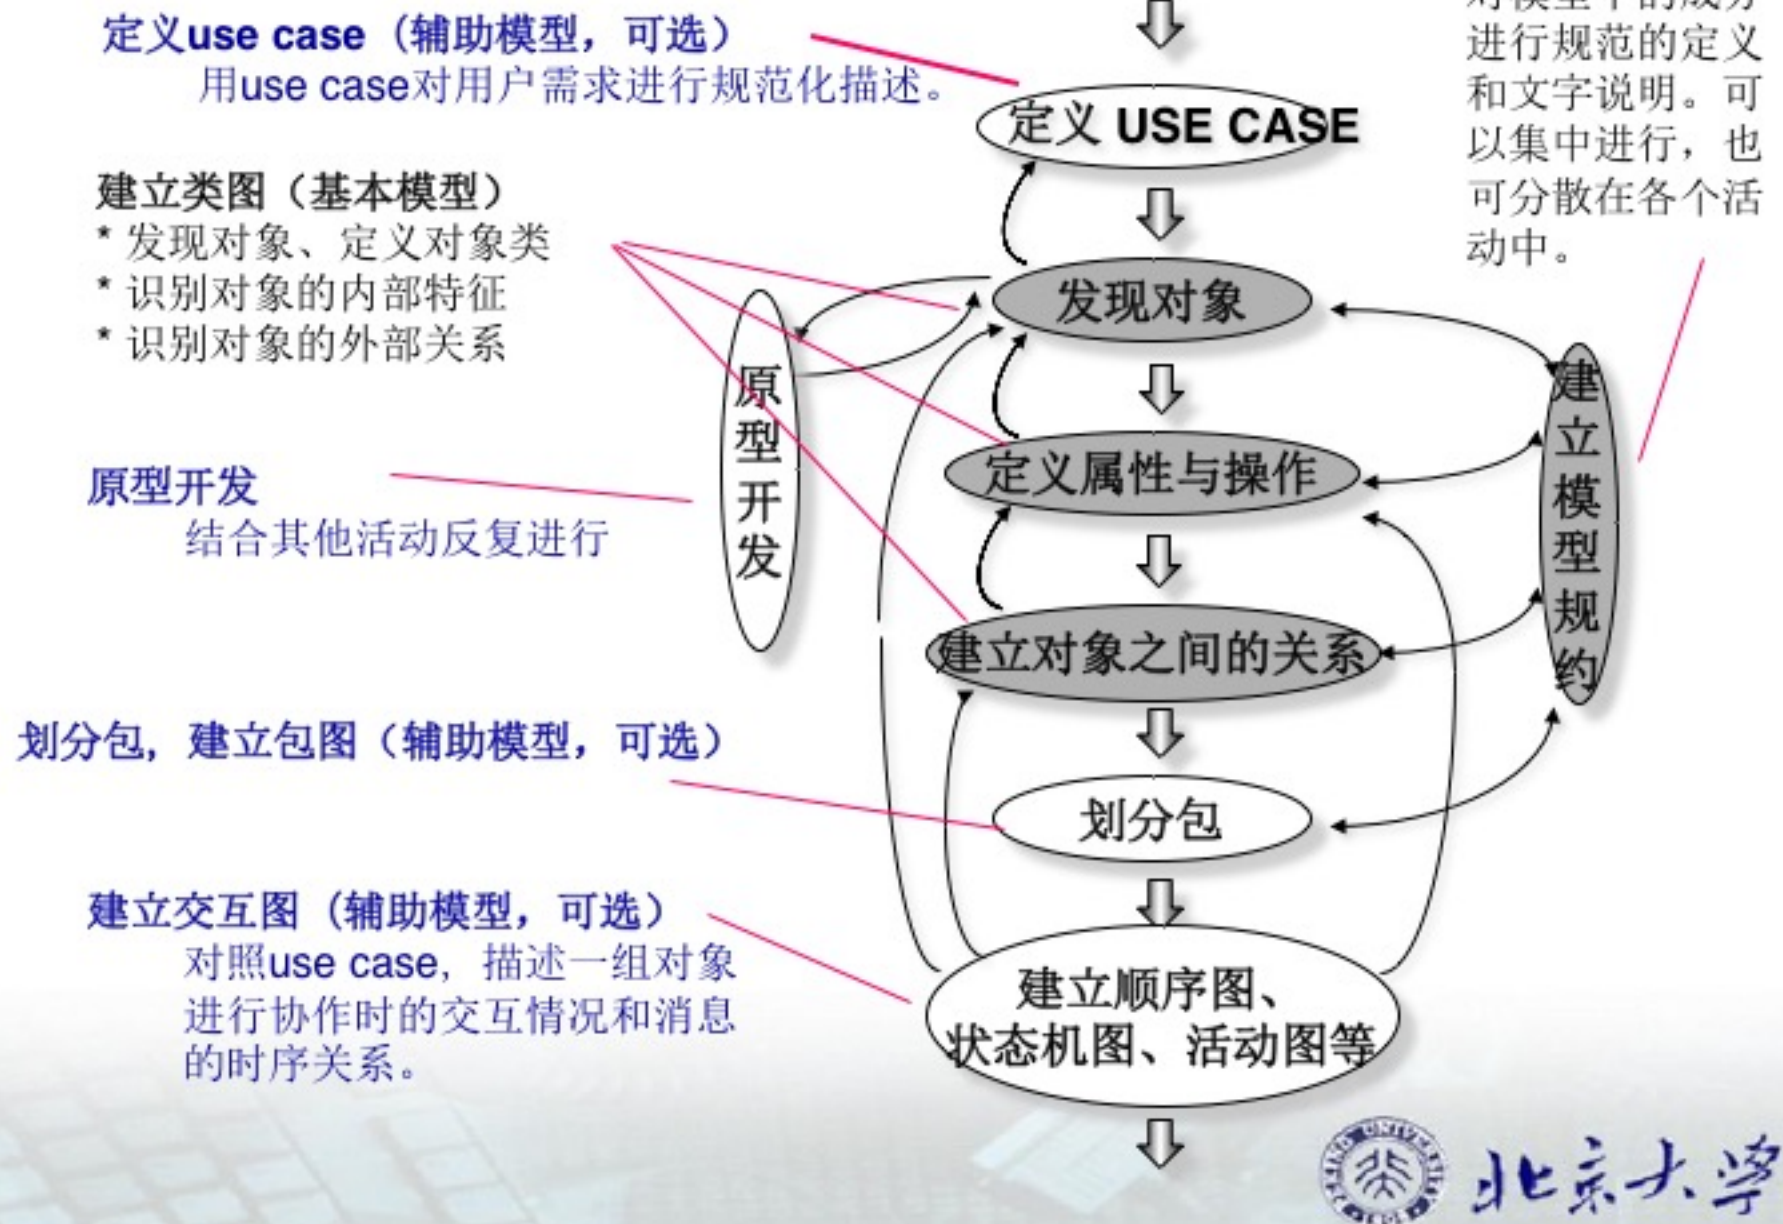 定义use case（辅助模型，可选）
用use case对用户需求进行规范化描述。
建立类图（基本模型）
* 发现对象、定义对象类
* 识别对象的内部特征
* 识别对象的外部关系
原型开发
结合其他活动反复进行
划分包，建立包图（辅助模型，可选）
建立交互图（辅助模型，可选）
对照use case，描述一组对象
进行协作时的交互情况和消息
的时序关系。
原型开发
定义 USE CASE
发现对象
定义属性与操作
建立对象之间的关系
划分包
建立顺序图、
状态机图、活动图等
对模型中的成分
进行规范的定义
和文字说明。可
以集中进行，也
可分散在各个活
动中。
建立模型规约
北京大学